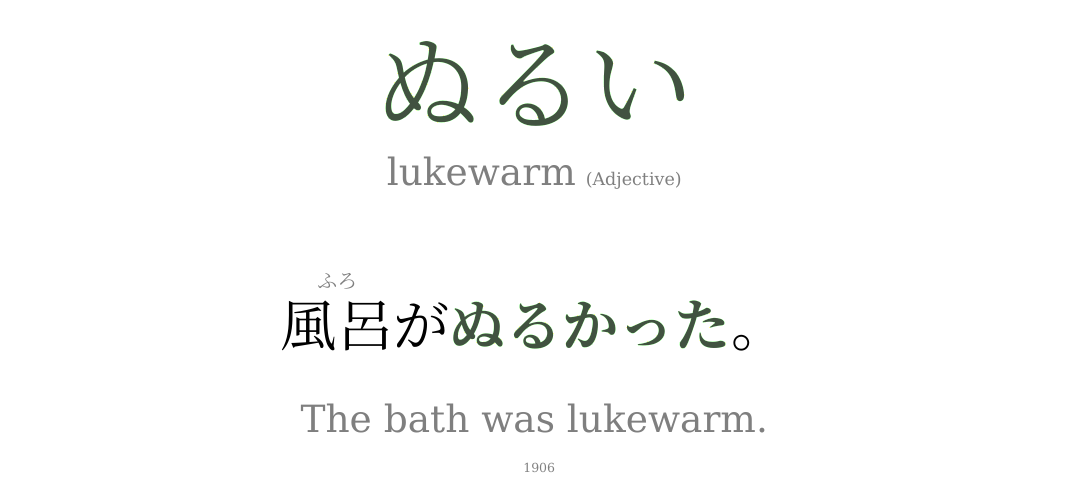 ぬるい
lukewarm (Adjective)
ふろ
風呂がぬるかった。
The bath was lukewarm.
1906